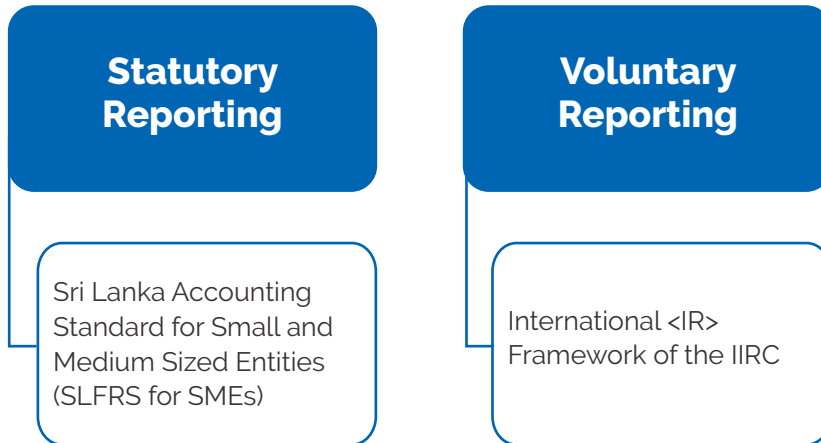 Statutory
Reporting
Sri Lanka Accounting
Standard for Small and
Medium Sized Entities
(SLFRS for SMEs)
Voluntary
Reporting
International <IR>
Framework of the IIRC